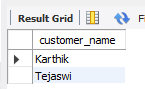 Result Grid
customer_name
Karthik
Tejaswi